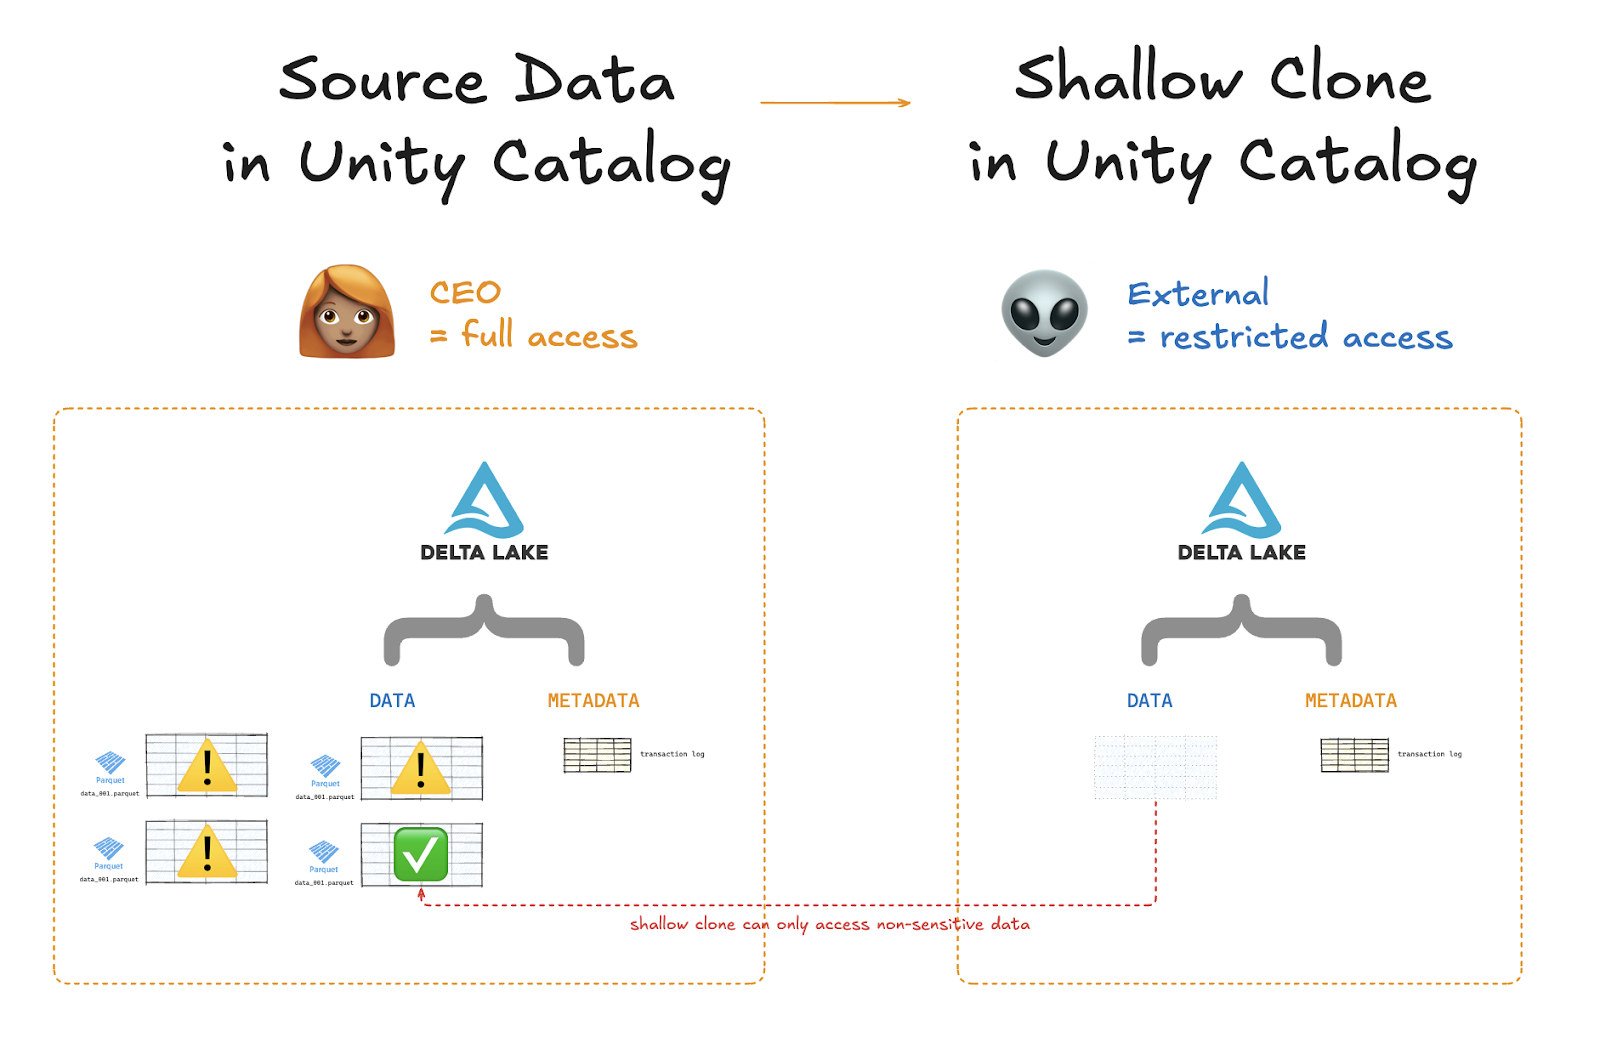 Source Data
in Unity Catalog
Shallow Clone
in Unity Catalog
CEO
= full access
External
= restricted access
DELTA LAKE
DELTA LAKE
DATA
METADATA
DATA
METADATA
Parquet
data_001.parquet
Parquet
data_001.parquet
transaction log
transaction log
Parquet
data_001.parquet
Parquet
data_001.parquet
shallow clone can only access non-sensitive data